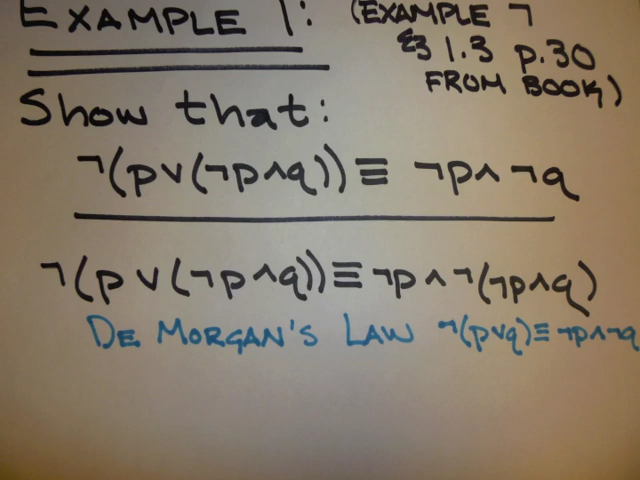 EXAMPLE 1: (EXAMPLE 7
§ 1.3 p.30
FROM BOOK)
Show that:
¬(p∨(¬p∧q))≡ ¬p∧¬q
¬(p∨(¬p∧q))≡¬p∧¬(¬p∧q)
DE MORGAN'S LAW ¬(p∨q)≡¬p∧¬q